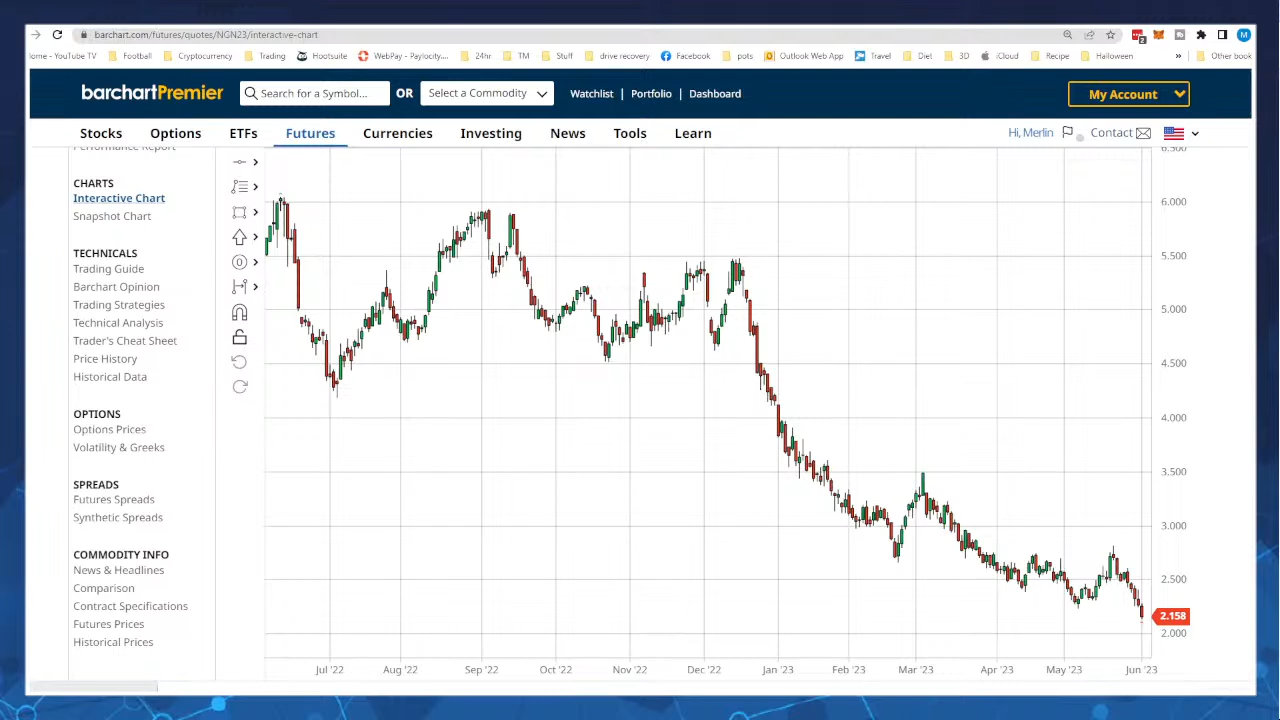 barchart.com/futures/quotes/NGN23/interactive-chart
2
M
lome - YouTube TV Football Cryptocurrency Trading Hootsuite WebPay - Paylocity... 24hr TM Stuff drive recovery Facebook pots Outlook Web App Travel Diet 3D iCloud Recipe Halloween » Other book
barchartPremier Search for a Symbol... OR Select a Commodity Watchlist | Portfolio | Dashboard My Account
Stocks Options ETFs Futures Currencies Investing News Tools Learn Hi, Merlin Contact
Performance Report
CHARTS
Interactive Chart
Snapshot Chart
TECHNICALS
Trading Guide
Barchart Opinion
Trading Strategies
Technical Analysis
Trader's Cheat Sheet
Price History
Historical Data
OPTIONS
Options Prices
Volatility & Greeks
SPREADS
Futures Spreads
Synthetic Spreads
COMMODITY INFO
News & Headlines
Comparison
Contract Specifications
Futures Prices
Historical Prices
6.500
6.000
5.500
5.000
4.500
4.000
3.500
3.000
2.500
2.158
2.000
Jul '22 Aug '22 Sep '22 Oct '22 Nov '22 Dec '22 Jan '23 Feb '23 Mar '23 Apr '23 May '23 Jun '23